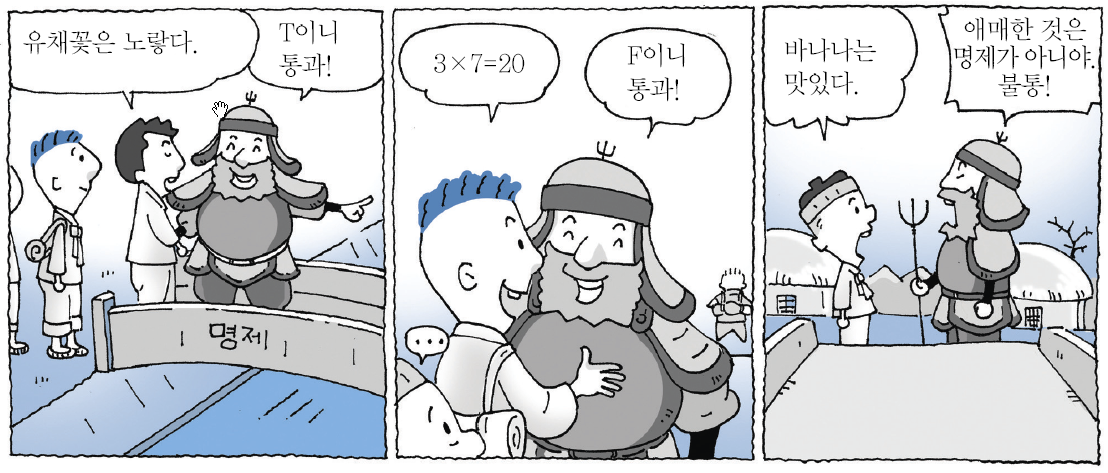 유채꽃은 노랗다.
T이니
통과!
명제
3×7=20
F이니
통과!
바나나는
맛있다.
애매한 것은
명제가 아니야.
불통!